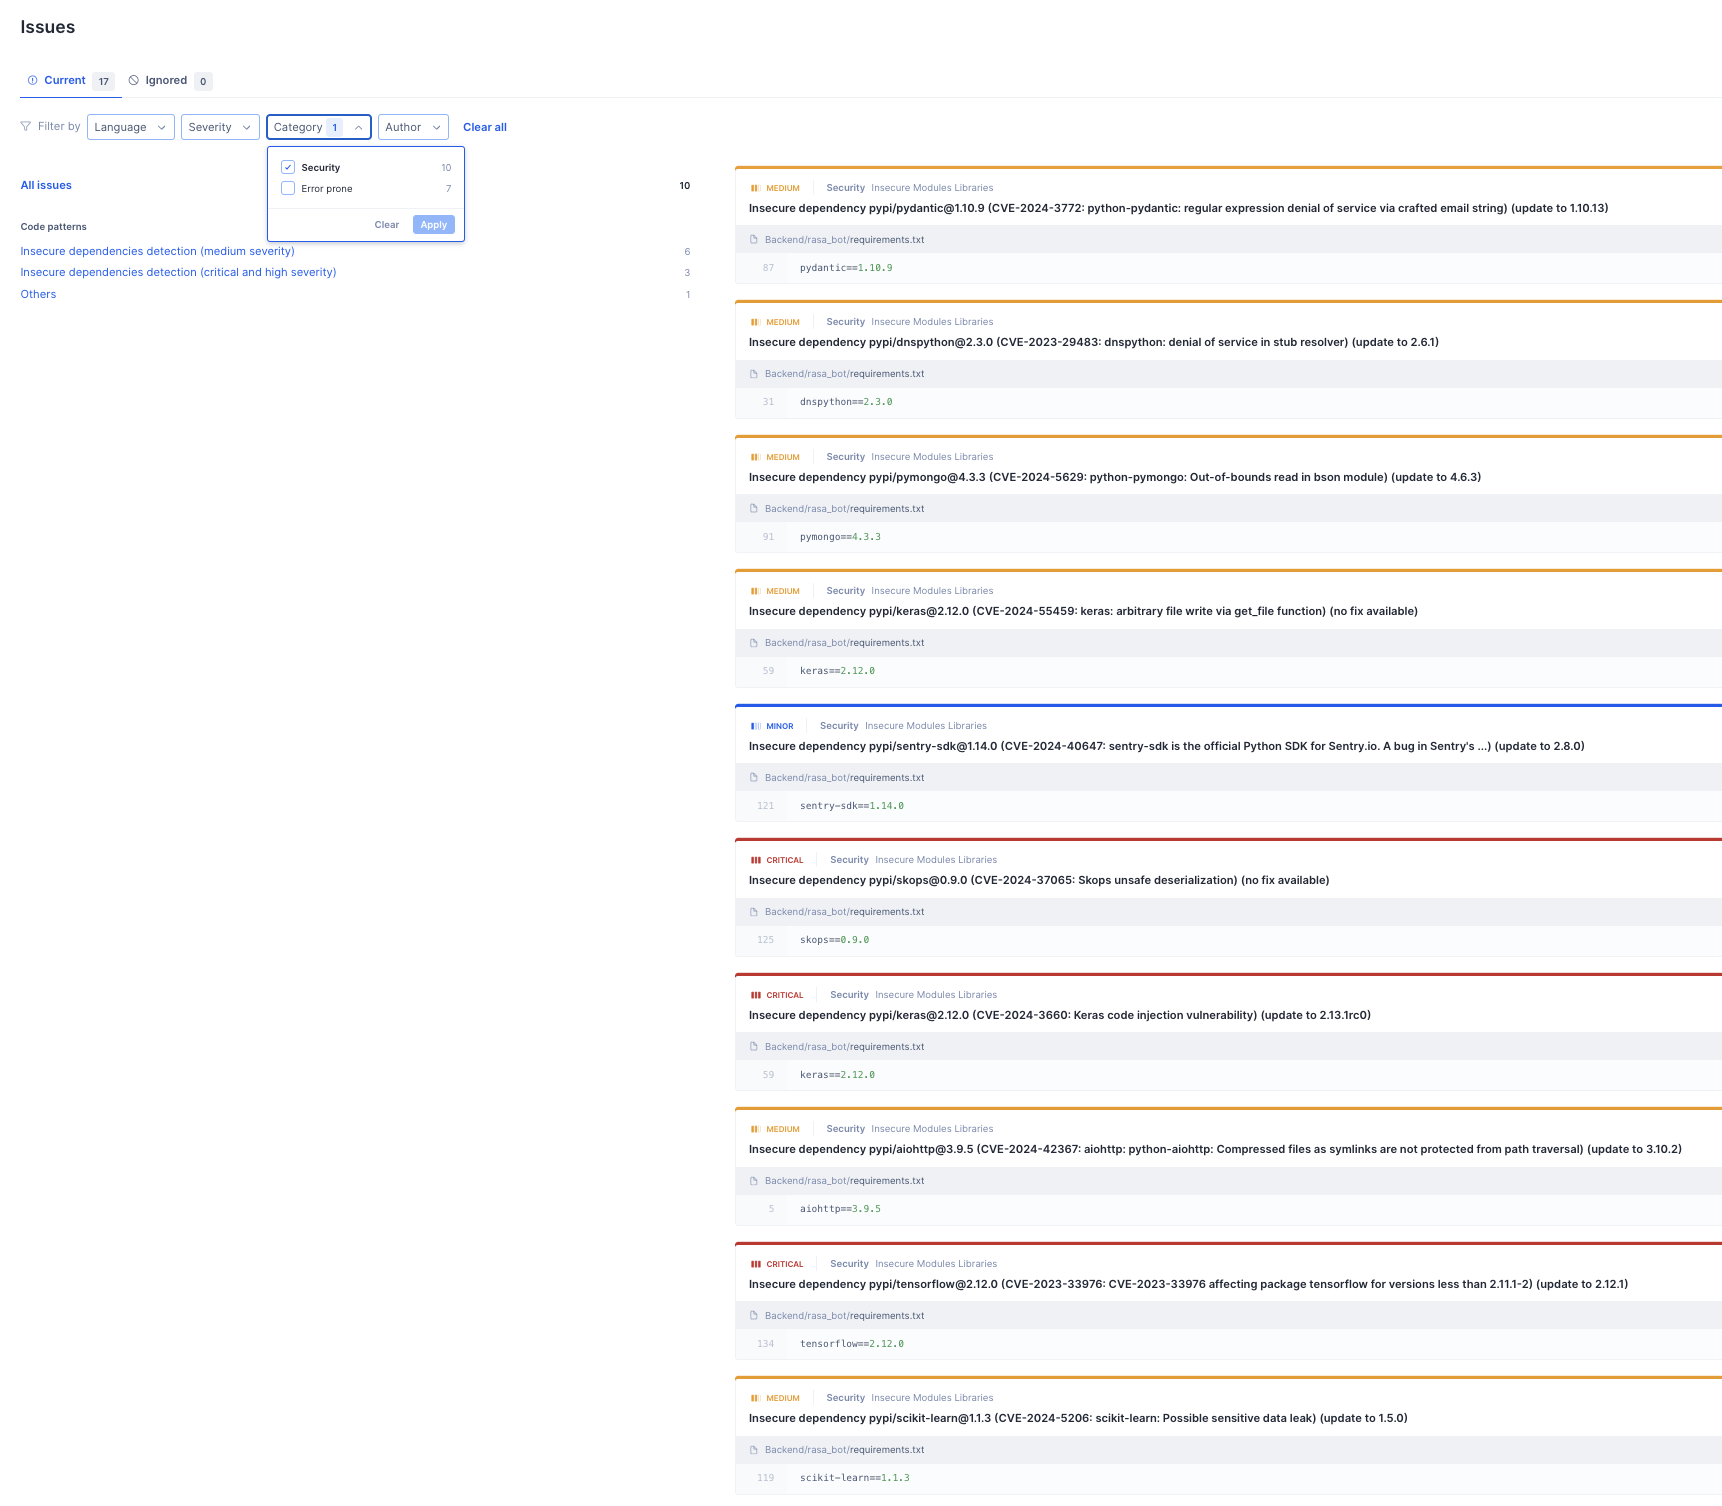 Issues
Current 17 Ignored 0
Filter by Language Severity Category 1 Author Clear all
Security 10
Error prone 7
Clear Apply
All issues 10
Code patterns
Insecure dependencies detection (medium severity) 6
Insecure dependencies detection (critical and high severity) 3
Others 1
MEDIUM Security Insecure Modules Libraries
Insecure dependency pypi/pydantic@1.10.9 (CVE-2024-3772: python-pydantic: regular expression denial of service via crafted email string) (update to 1.10.13)
Backend/rasa_bot/requirements.txt
87 pydantic==1.10.9
MEDIUM Security Insecure Modules Libraries
Insecure dependency pypi/dnspython@2.3.0 (CVE-2023-29483: dnspython: denial of service in stub resolver) (update to 2.6.1)
Backend/rasa_bot/requirements.txt
31 dnspython==2.3.0
MEDIUM Security Insecure Modules Libraries
Insecure dependency pypi/pymongo@4.3.3 (CVE-2024-5629: python-pymongo: Out-of-bounds read in bson module) (update to 4.6.3)
Backend/rasa_bot/requirements.txt
91 pymongo==4.3.3
MEDIUM Security Insecure Modules Libraries
Insecure dependency pypi/keras@2.12.0 (CVE-2024-55459: keras: arbitrary file write via get_file function) (no fix available)
Backend/rasa_bot/requirements.txt
59 keras==2.12.0
MINOR Security Insecure Modules Libraries
Insecure dependency pypi/sentry-sdk@1.14.0 (CVE-2024-40647: sentry-sdk is the official Python SDK for Sentry.io. A bug in Sentry's ...) (update to 2.8.0)
Backend/rasa_bot/requirements.txt
121 sentry-sdk==1.14.0
CRITICAL Security Insecure Modules Libraries
Insecure dependency pypi/skops@0.9.0 (CVE-2024-37065: Skops unsafe deserialization) (no fix available)
Backend/rasa_bot/requirements.txt
125 skops==0.9.0
CRITICAL Security Insecure Modules Libraries
Insecure dependency pypi/keras@2.12.0 (CVE-2024-3660: Keras code injection vulnerability) (update to 2.13.1rc0)
Backend/rasa_bot/requirements.txt
59 keras==2.12.0
MEDIUM Security Insecure Modules Libraries
Insecure dependency pypi/aiohttp@3.9.5 (CVE-2024-42367: aiohttp: python-aiohttp: Compressed files as symlinks are not protected from path traversal) (update to 3.10.2)
Backend/rasa_bot/requirements.txt
5 aiohttp==3.9.5
CRITICAL Security Insecure Modules Libraries
Insecure dependency pypi/tensorflow@2.12.0 (CVE-2023-33976: CVE-2023-33976 affecting package tensorflow for versions less than 2.11.1-2) (update to 2.12.1)
Backend/rasa_bot/requirements.txt
134 tensorflow==2.12.0
MEDIUM Security Insecure Modules Libraries
Insecure dependency pypi/scikit-learn@1.1.3 (CVE-2024-5206: scikit-learn: Possible sensitive data leak) (update to 1.5.0)
Backend/rasa_bot/requirements.txt
119 scikit-learn==1.1.3